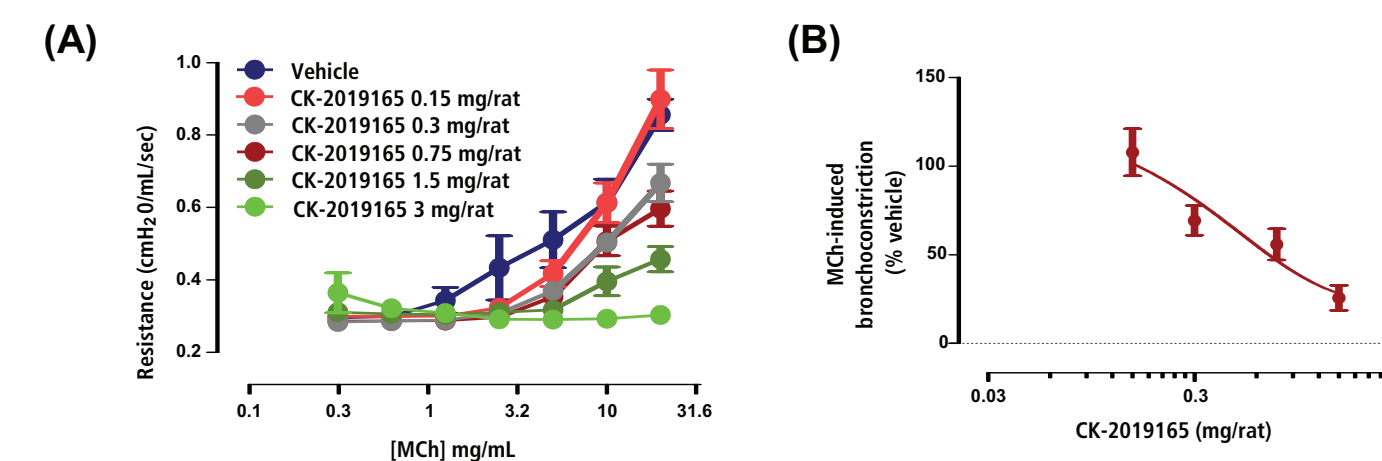 (A)
1.0
0.8
0.6
0.4
0.2
Resistance (cmH₂0/mL/sec)
Vehicle
CK-2019165 0.15 mg/rat
CK-2019165 0.3 mg/rat
CK-2019165 0.75 mg/rat
CK-2019165 1.5 mg/rat
CK-2019165 3 mg/rat
0.1 0.3 1 3.2 10 31.6
[MCh] mg/mL
(B)
150
100
50
0
MCh-induced
bronchoconstriction
(% vehicle)
0.03 0.3
CK-2019165 (mg/rat)